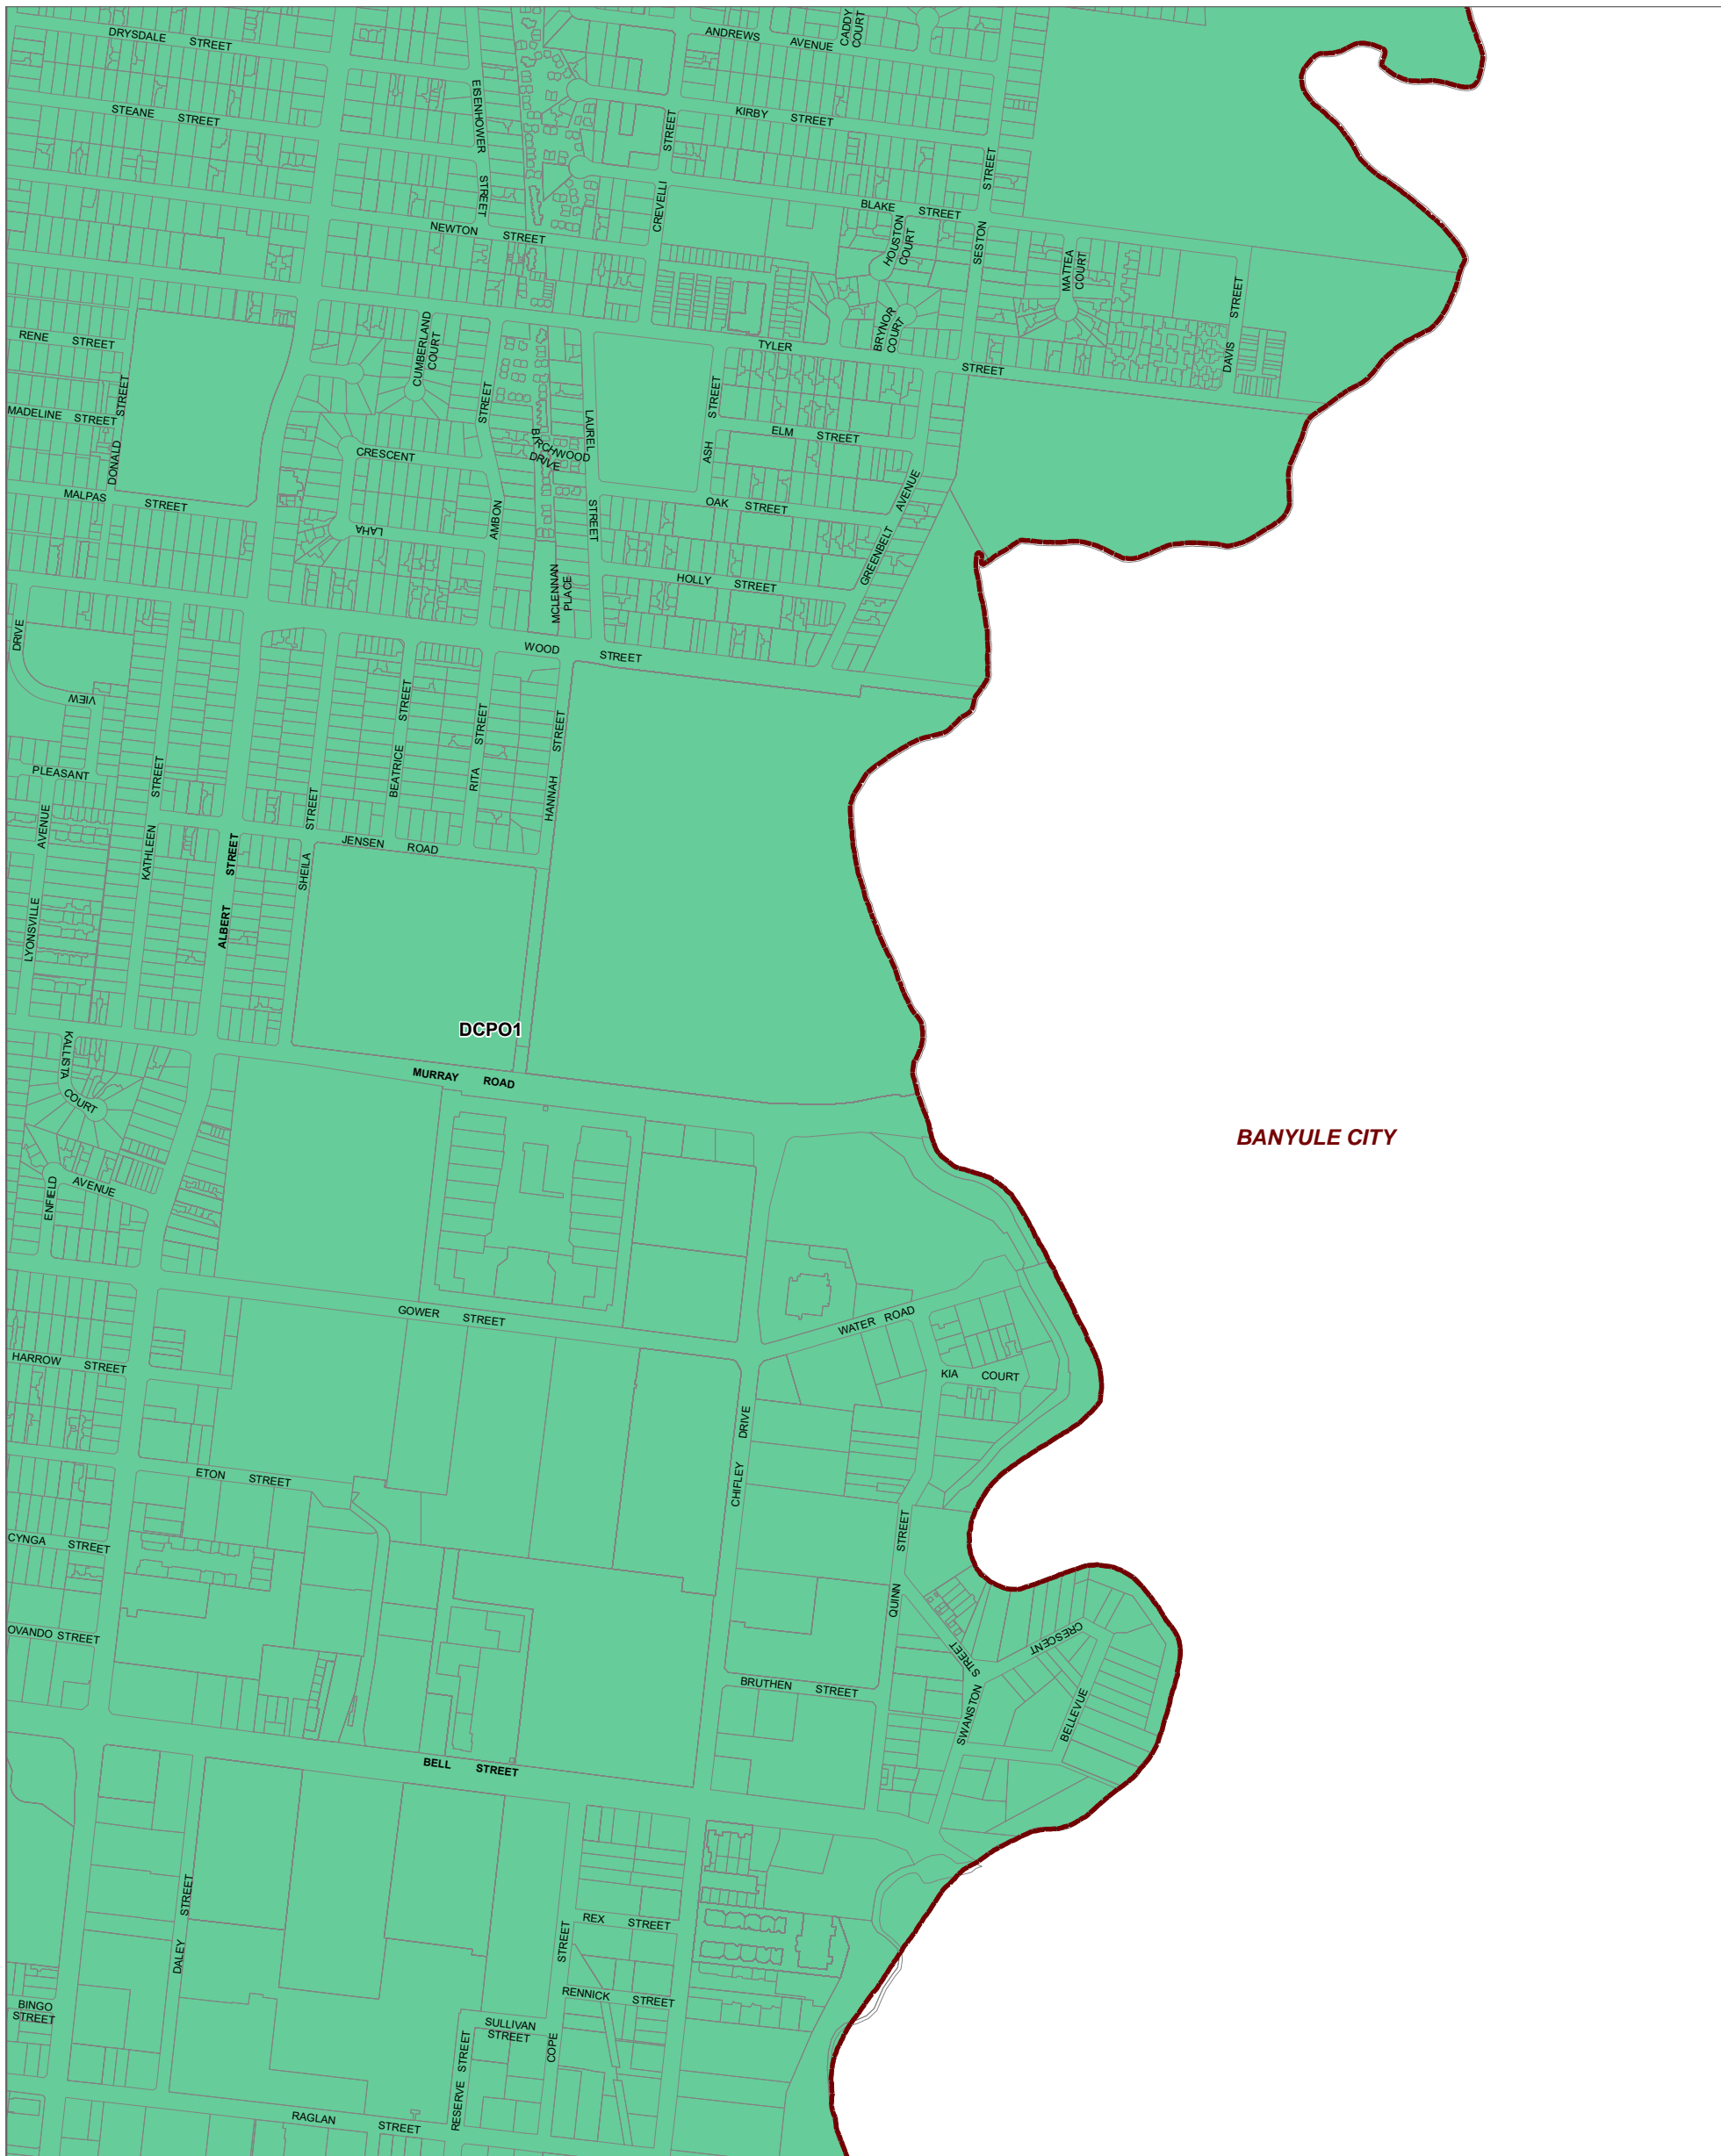 DRYSDALE STREET
ANDREWS AVENUE
CADDY
COURT
STEANE STREET
EISENHOWER STREET
KIRBY STREET
CREVELLI STREET
NEWTON STREET
BLAKE STREET
HOUSTON
COURT
SESTON STREET
MATTEA
COURT
DAVIS STREET
RENE STREET
CUMBERLAND
COURT
BRYNOR
COURT
TYLER STREET
MADELINE STREET
DONALD STREET
MALPAS STREET
LAHA CRESCENT
AMBON STREET
BIRCHWOOD
DRIVE
LAUREL STREET
ASH STREET
ELM STREET
OAK STREET
GREENBELT AVENUE
HOLLY STREET
MCLENNAN
PLACE
WOOD STREET
VIEW
DRIVE
PLEASANT
LYONSVILLE AVENUE
KATHLEEN STREET
ALBERT STREET
SHEILA STREET
BEATRICE STREET
RITA STREET
HANNAH STREET
JENSEN ROAD
DCPO1
KALLISTA
COURT
MURRAY ROAD
BANYULE CITY
ENFIELD
AVENUE
GOWER STREET
WATER ROAD
HARROW STREET
KIA COURT
CHIFLEY DRIVE
ETON STREET
CYNGA STREET
QUINN STREET
OVANDO STREET
BRUTHEN STREET
SWANSTON STREET
BELLEVUE CRESCENT
BELL STREET
DALEY STREET
REX STREET
COPE STREET
RENNICK STREET
BINGO
STREET
SULLIVAN
STREET
RESERVE STREET
RAGLAN STREET